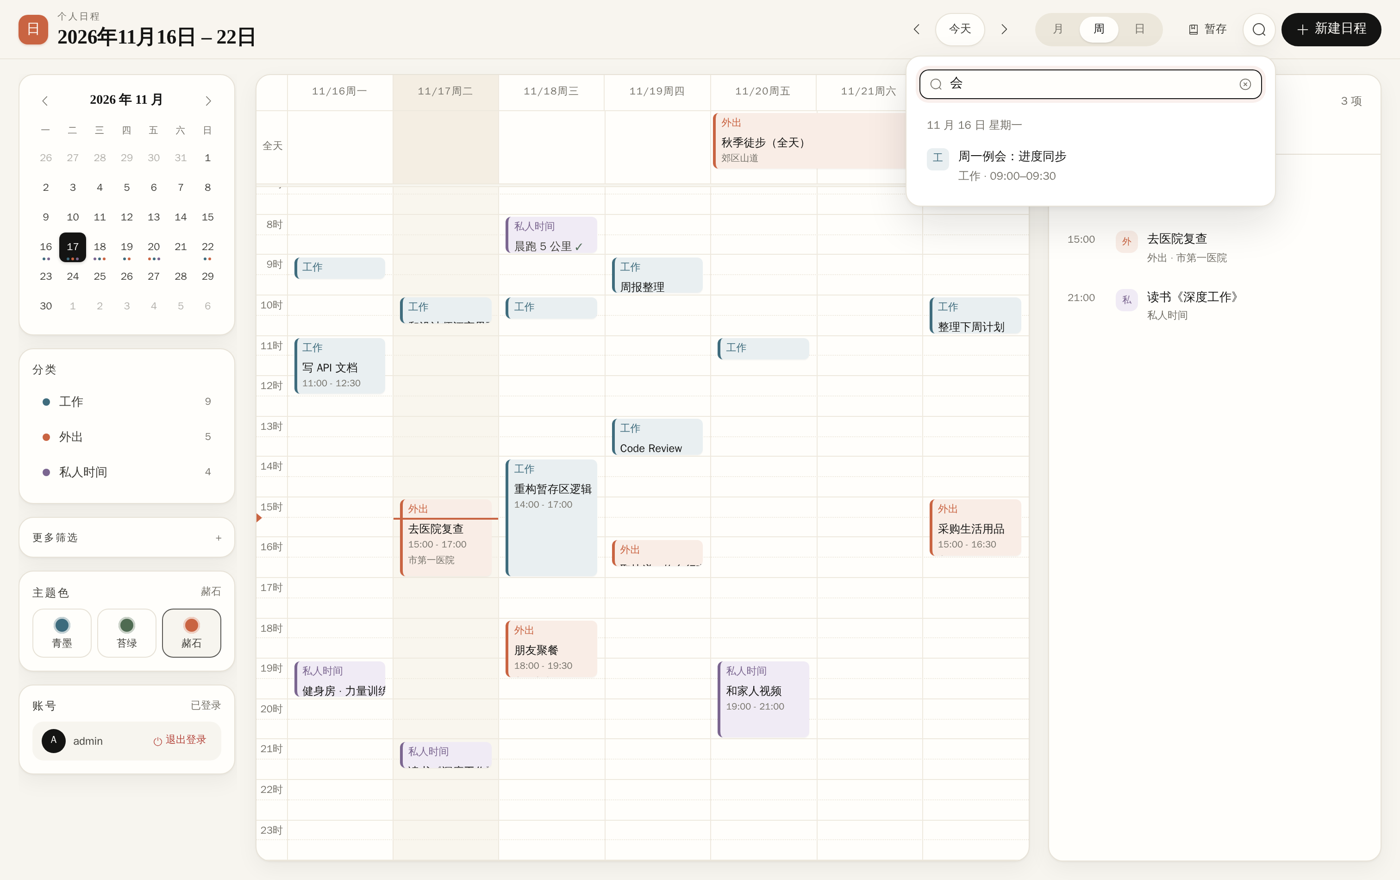 日
个人日程
2026年11月16日 – 22日
今天
月
周
日
暂存
新建日程
2026 年 11 月
一 二 三 四 五 六 日
26 27 28 29 30 31 1
2 3 4 5 6 7 8
9 10 11 12 13 14 15
16 17 18 19 20 21 22
23 24 25 26 27 28 29
30 1 2 3 4 5 6
分类
工作 9
外出 5
私人时间 4
更多筛选 +
主题色 赭石
青墨
苔绿
赭石
账号 已登录
A
admin
退出登录
11/16周一
11/17周二
11/18周三
11/19周四
11/20周五
11/21周六
全天
外出
秋季徒步（全天）
郊区山道
8时
9时
10时
11时
12时
13时
14时
15时
16时
17时
18时
19时
20时
21时
22时
23时
工作
工作
写 API 文档
11:00 - 12:30
私人时间
健身房 · 力量训练
工作
外出
去医院复查
15:00 - 17:00
市第一医院
私人时间
私人时间
晨跑 5 公里 ✓
工作
工作
重构暂存区逻辑
14:00 - 17:00
外出
朋友聚餐
18:00 - 19:30
工作
周报整理
工作
Code Review
外出
工作
私人时间
和家人视频
19:00 - 21:00
工作
整理下周计划
外出
采购生活用品
15:00 - 16:30
会
11 月 16 日 星期一
工
周一例会：进度同步
工作 · 09:00–09:30
3 项
15:00
外
去医院复查
外出 · 市第一医院
21:00
私
读书《深度工作》
私人时间